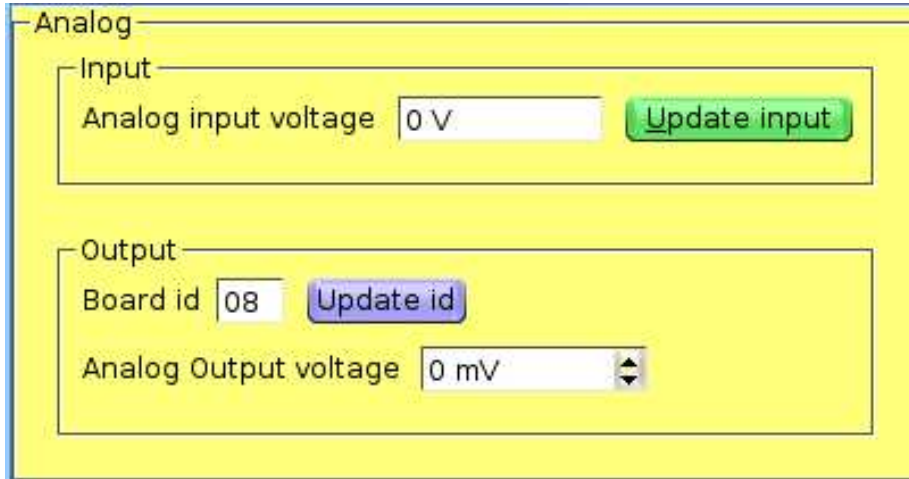 Analog
Input
Analog input voltage 0 V Update input
Output
Board id 08 Update id
Analog Output voltage 0 mV